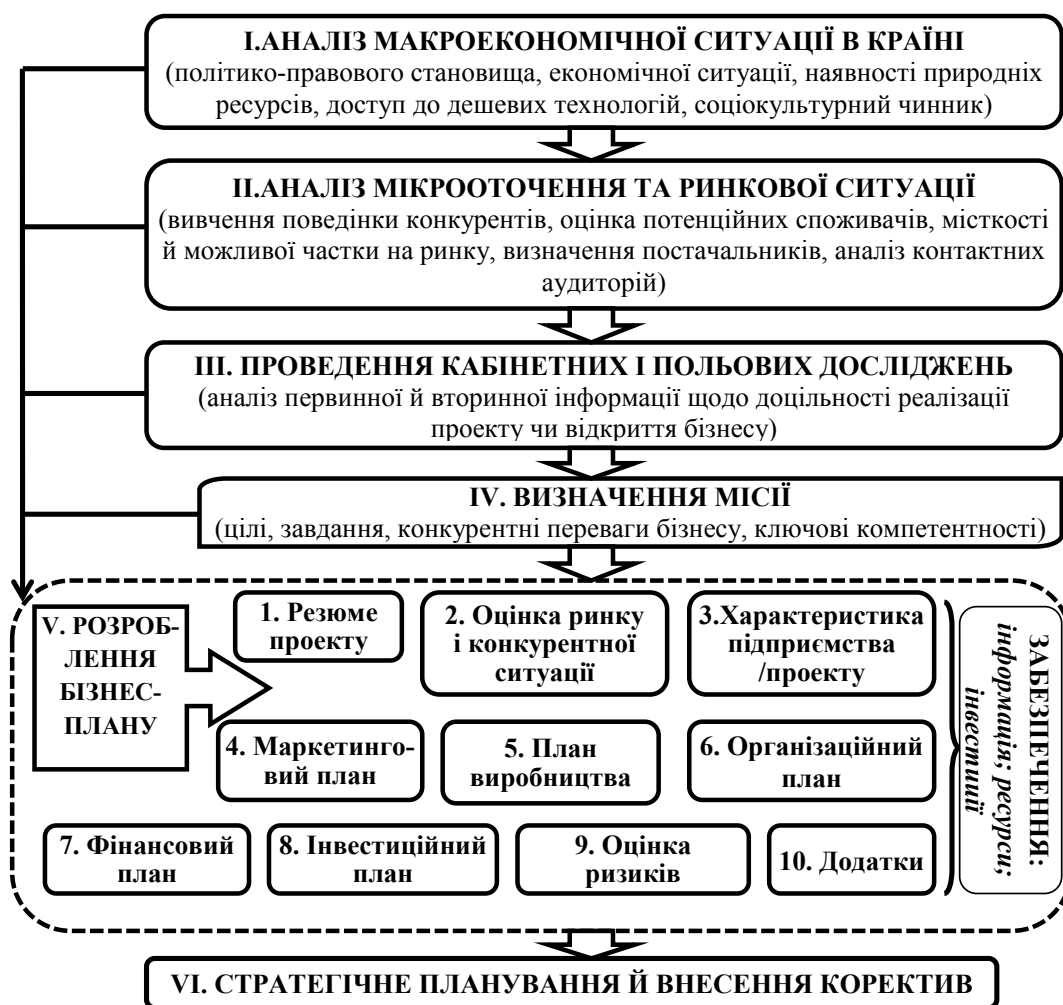 І.АНАЛІЗ МАКРОЕКОНОМІЧНОЇ СИТУАЦІЇ В КРАЇНІ
(політико-правового становища, економічної ситуації, наявності природніх
ресурсів, доступ до дешевих технологій, соціокультурний чинник)
ІІ.АНАЛІЗ МІКРООТОЧЕННЯ ТА РИНКОВОЇ СИТУАЦІЇ
(вивчення поведінки конкурентів, оцінка потенційних споживачів, місткості
й можливої частки на ринку, визначення постачальників, аналіз контактних
аудиторій)
ІІІ. ПРОВЕДЕННЯ КАБІНЕТНИХ І ПОЛЬОВИХ ДОСЛІДЖЕНЬ
(аналіз первинної й вторинної інформації щодо доцільності реалізації
проекту чи відкриття бізнесу)
IV. ВИЗНАЧЕННЯ МІСІЇ
(цілі, завдання, конкурентні переваги бізнесу, ключові компетентності)
V. РОЗРОБ-
ЛЕННЯ
БІЗНЕС-
ПЛАНУ
1. Резюме
проекту
2. Оцінка ринку
і конкурентної
ситуації
3.Характеристика
підприємства
/проекту
4. Маркетинго-
вий план
5. План
виробництва
6. Організаційний
план
7. Фінансовий
план
8. Інвестиційний
план
9. Оцінка
ризиків
10. Додатки
ЗАБЕЗПЕЧЕННЯ:
інформація; ресурси;
інвестиції
VI. СТРАТЕГІЧНЕ ПЛАНУВАННЯ Й ВНЕСЕННЯ КОРЕКТИВ